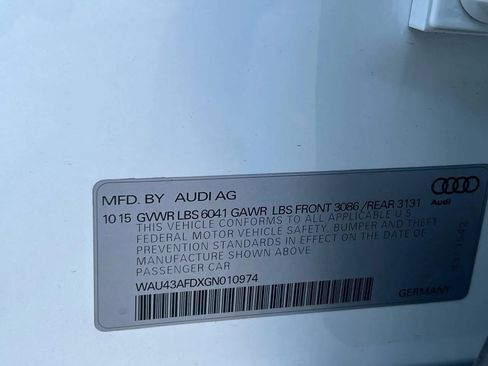 MFD. BY AUDI AG
10 15 GVWR LBS 6041 GAWR LBS FRONT 3086 /REAR 3131
Audi
THIS VEHICLE CONFORMS TO ALL APPLICABLE U.S.
FEDERAL MOTOR VEHICLE SAFETY, BUMPER AND THEFT
PREVENTION STANDARDS IN EFFECT ON THE DATE OF
MANUFACTURE SHOWN ABOVE
PASSENGER CAR
WAU43AFDXGN010974
GERMANY